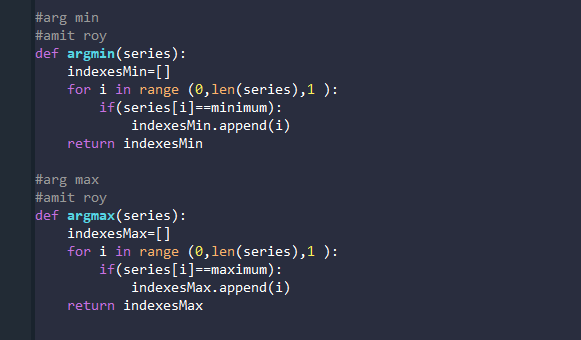 #arg min
#amit roy
def argmin(series):
    indexesMin=[]
    for i in range (0,len(series),1 ):
        if(series[i]==minimum):
            indexesMin.append(i)
    return indexesMin

#arg max
#amit roy
def argmax(series):
    indexesMax=[]
    for i in range (0,len(series),1 ):
        if(series[i]==maximum):
            indexesMax.append(i)
    return indexesMax